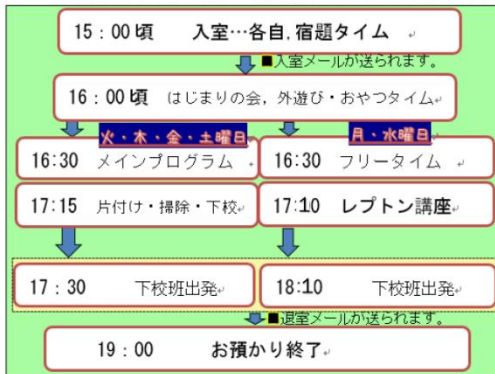 15：00頃 入室…各自,宿題タイム
■入室メールが送られます。
16：00頃 はじまりの会，外遊び・おやつタイム
火・木・金・土曜日
月・水曜日
16:30 メインプログラム
16:30 フリータイム
17:15 片付け・掃除・下校
17:10 レプトン講座
17：30 下校班出発
18:10 下校班出発
■退室メールが送られます。
19：00 お預かり終了